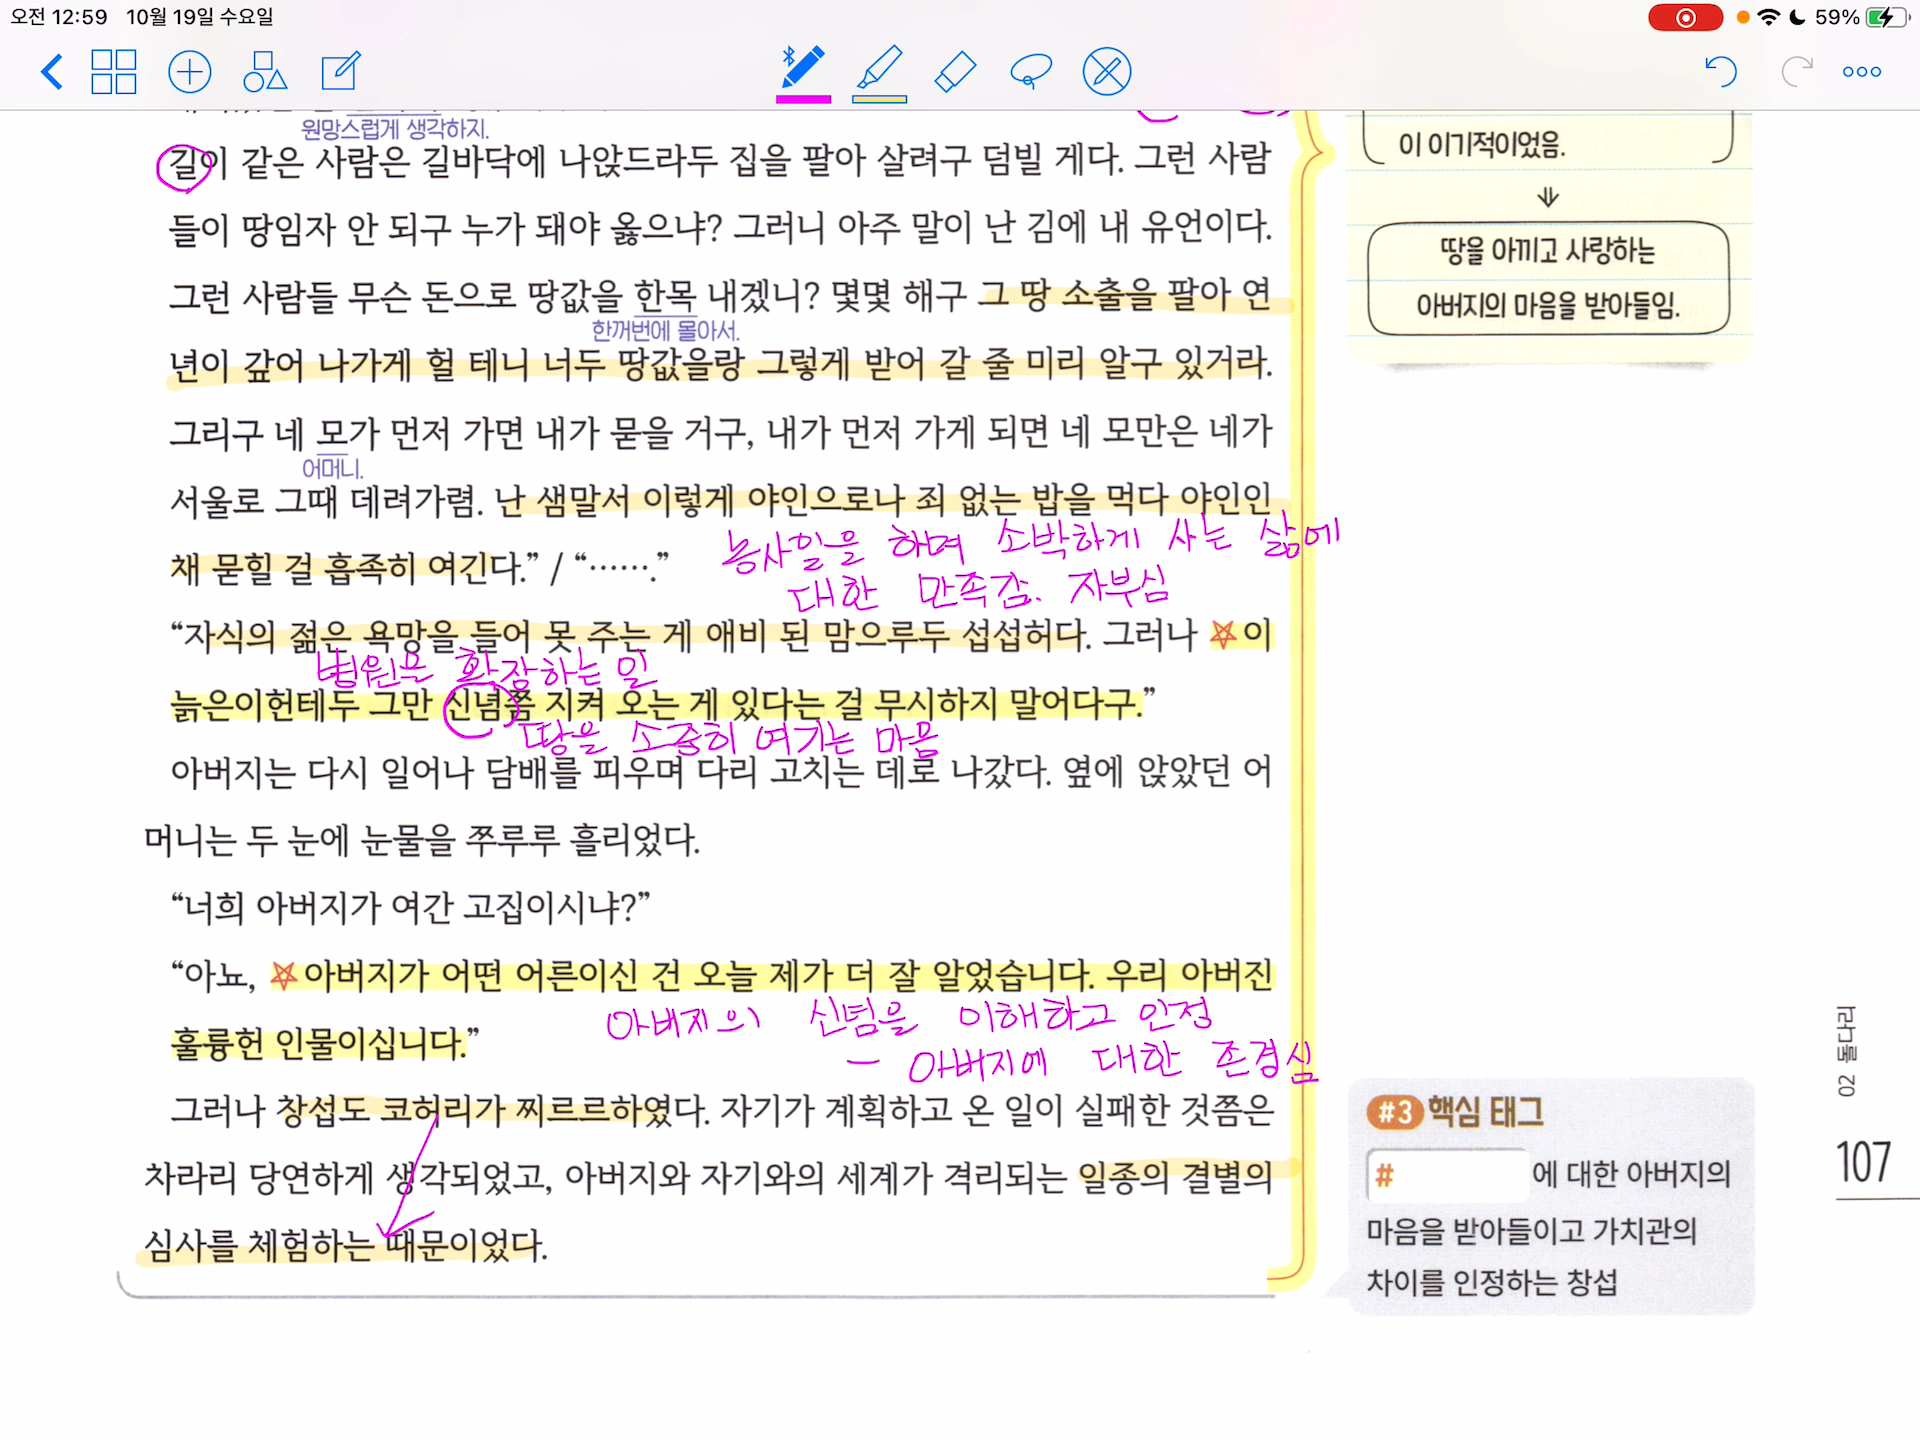 오전 12:59 10월 19일 수요일
59%
원망스럽게 생각하지.
길이 같은 사람은 길바닥에 나앉드라두 집을 팔아 살려구 덤빌 게다. 그런 사람
들이 땅임자 안 되구 누가 돼야 옳으냐? 그러니 아주 말이 난 김에 내 유언이다.
그런 사람들 무슨 돈으로 땅값을 한목 내겠니? 몇몇 해구 그 땅 소출을 팔아 연
한꺼번에 몰아서.
년이 갚어 나가게 헐 테니 너두 땅값을랑 그렇게 받어 갈 줄 미리 알구 있거라.
그리구 네 모가 먼저 가면 내가 묻을 거구, 내가 먼저 가게 되면 네 모만은 네가
어머니.
서울로 그때 데려가렴. 난 샘말서 이렇게 야인으로나 죄 없는 밥을 먹다 야인인
농사일을 하며 소박하게 사는 삶에
채 묻힐 걸 흡족히 여긴다.” / “……”
대한 만족감. 자부심
“자식의 젊은 욕망을 들어 못 주는 게 애비 된 맘으루두 섭섭허다. 그러나 이
병원을 확장하는 일
늙은이헌테두 그만 신념쯤 지켜 오는 게 있다는 걸 무시하지 말어다구.”
땅을 소중히 여기는 마음
아버지는 다시 일어나 담배를 피우며 다리 고치는 데로 나갔다. 옆에 앉았던 어
머니는 두 눈에 눈물을 쭈루루 흘리었다.
“너희 아버지가 여간 고집이시냐?”
“아뇨, 아버지가 어떤 어른이신 건 오늘 제가 더 잘 알었습니다. 우리 아버진
아버지의 신념을 이해하고 인정
훌륭헌 인물이십니다.”
– 아버지에 대한 존경심
그러나 창섭도 코허리가 찌르르하였다. 자기가 계획하고 온 일이 실패한 것쯤은
차라리 당연하게 생각되었고, 아버지와 자기와의 세계가 격리되는 일종의 결별의
심사를 체험하는 때문이었다.
이 이기적이었음.
땅을 아끼고 사랑하는
아버지의 마음을 받아들임.
02 돌다리
107
#3 핵심 태그
# 에 대한 아버지의
마음을 받아들이고 가치관의
차이를 인정하는 창섭